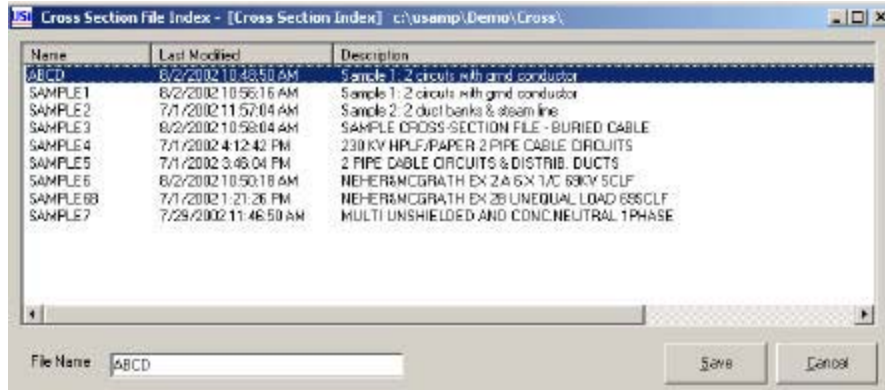 USi Cross Section File Index - [Cross Section Index] c:\usamp\Demo\Cross\
Name Last Modified Description
ABCD 8/2/2002 10:48:50 AM Sample 1: 2 circuits with grnd conductor
SAMPLE1 8/2/2002 10:56:16 AM Sample 1: 2 circuits with grnd conductor
SAMPLE2 7/1/2002 11:57:04 AM Sample 2: 2 duct banks & steam line
SAMPLE3 8/2/2002 10:58:04 AM SAMPLE CROSS-SECTION FILE - BURIED CABLE
SAMPLE4 7/1/2002 4:12:42 PM 230 KV HPLF/PAPER 2 PIPE CABLE CIRCUITS
SAMPLE5 7/1/2002 3:48:04 PM 2 PIPE CABLE CIRCUITS & DISTRIB. DUCTS
SAMPLE6 8/2/2002 10:50:18 AM NEHER&MCGRATH EX 2A 6 X 1/C 69KV SCLF
SAMPLE6B 7/1/2002 1:21:26 PM NEHER&MCGRATH EX 2B UNEQUAL LOAD 69SCLF
SAMPLE7 7/29/2002 11:46:50 AM MULTI UNSHIELDED AND CONC.NEUTRAL 1PHASE
File Name ABCD Save Cancel